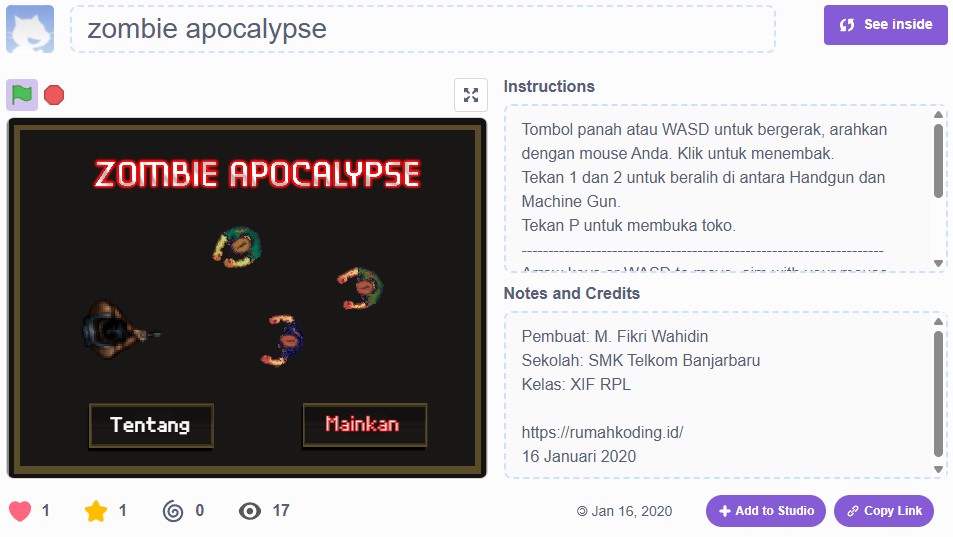 zombie apocalypse
See inside
Instructions
Tombol panah atau WASD untuk bergerak, arahkan
dengan mouse Anda. Klik untuk menembak.
Tekan 1 dan 2 untuk beralih di antara Handgun dan
Machine Gun.
Tekan P untuk membuka toko.
--------------------------------------------------------------------
ZOMBIE APOCALYPSE
Tentang
Mainkan
Notes and Credits
Pembuat: M. Fikri Wahidin
Sekolah: SMK Telkom Banjarbaru
Kelas: XIF RPL
https://rumahkoding.id/
16 Januari 2020
1
1
0
17
© Jan 16, 2020
Add to Studio
Copy Link